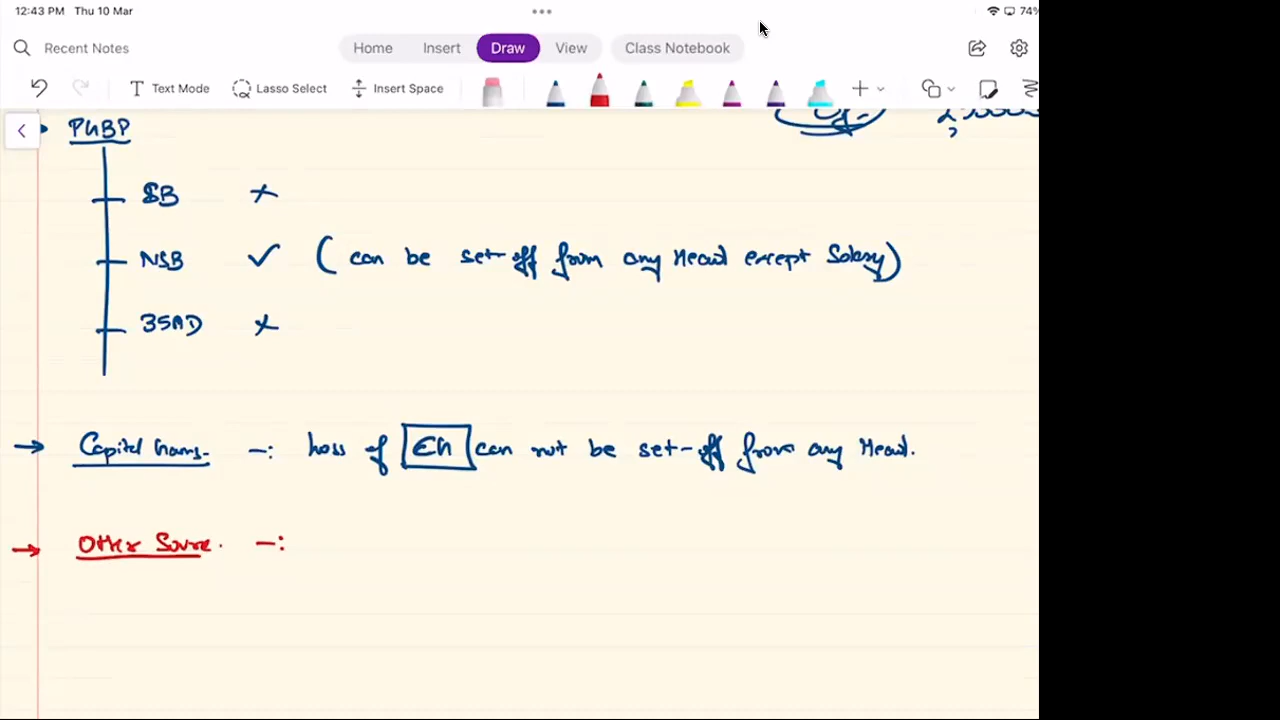 12:43 PM Thu 10 Mar
74%
Recent Notes
Home Insert Draw View Class Notebook
Text Mode Lasso Select Insert Space
PGBP
SB ×
NSB ✓ ( can be set-off from any Head except Salary)
35AD ×
→ Capital Gains. -: Loss of CG can not be set-off from any Head.
→ Other Source. -: